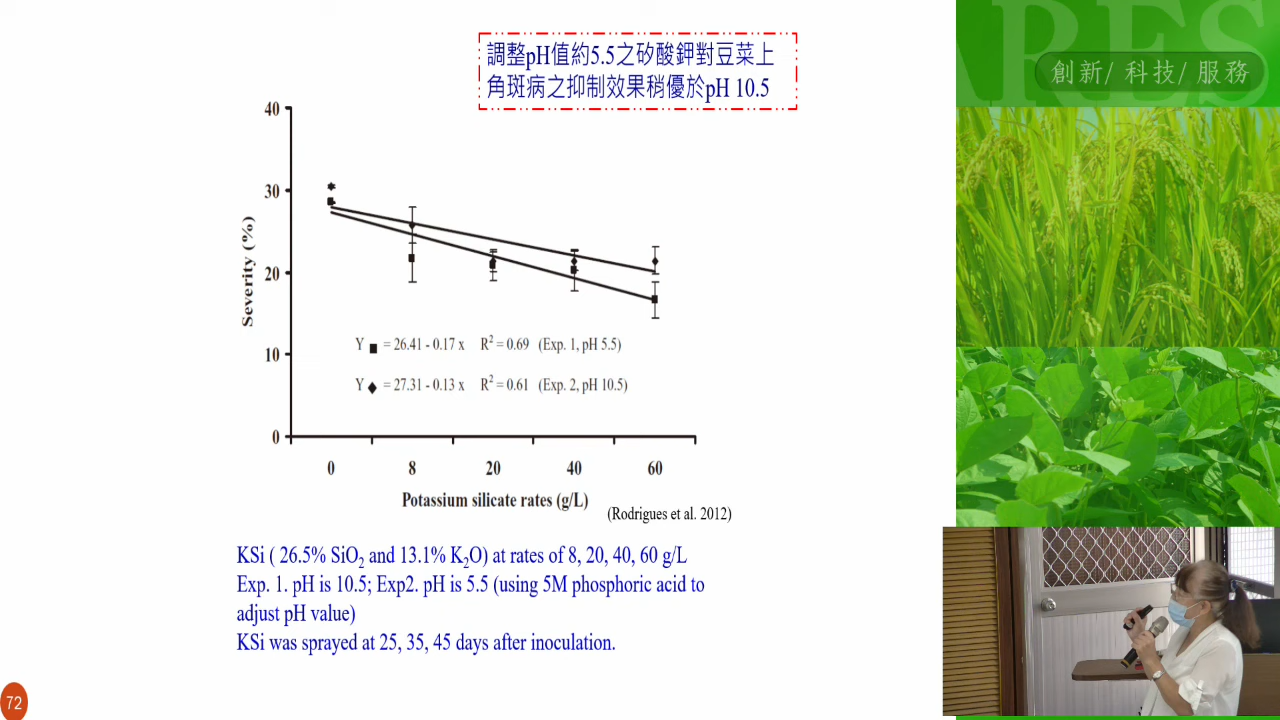 調整pH值約5.5之矽酸鉀對豆菜上
角斑病之抑制效果稍優於pH 10.5
ARES
創新/ 科技/ 服務
40
30
20
10
0
Severity (%)
Y ■ = 26.41 - 0.17 x R² = 0.69 (Exp. 1, pH 5.5)
Y ◆ = 27.31 - 0.13 x R² = 0.61 (Exp. 2, pH 10.5)
0 8 20 40 60
Potassium silicate rates (g/L)
(Rodrigues et al. 2012)
KSi ( 26.5% SiO₂ and 13.1% K₂O) at rates of 8, 20, 40, 60 g/L
Exp. 1. pH is 10.5; Exp2. pH is 5.5 (using 5M phosphoric acid to
adjust pH value)
KSi was sprayed at 25, 35, 45 days after inoculation.
72